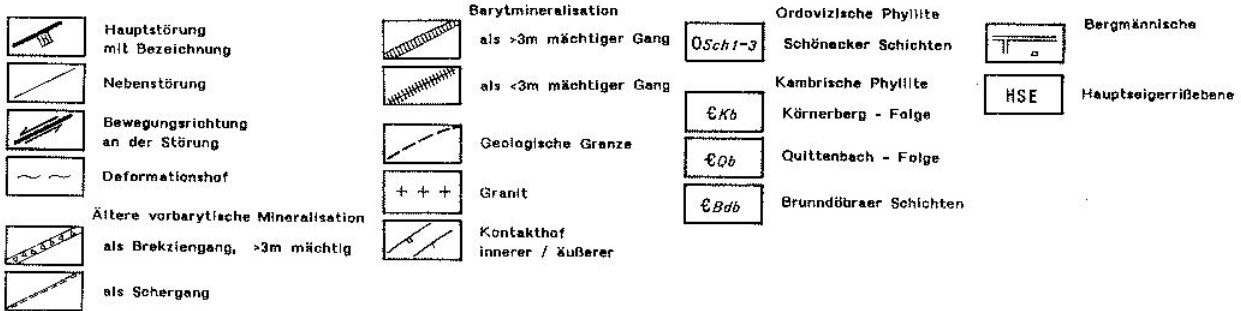 Hauptstörung
mit Bezeichnung
H
Nebenstörung
Bewegungsrichtung
an der Störung
Deformationshof
Ältere vorbarytische Mineralisation
als Brekziengang, >3m mächtig
als Schergang
Barytmineralisation
als >3m mächtiger Gang
als <3m mächtiger Gang
Geologische Grenze
Granit
Kontakthof
innerer / äußerer
Ordovizische Phyllite
OSch1-3 Schönecker Schichten
Kambrische Phyllite
€Kb Körnerberg - Folge
€Qb Quittenbach - Folge
€Bdb Brunndöbraer Schichten
Bergmännische
HSE Hauptseigerrißebene